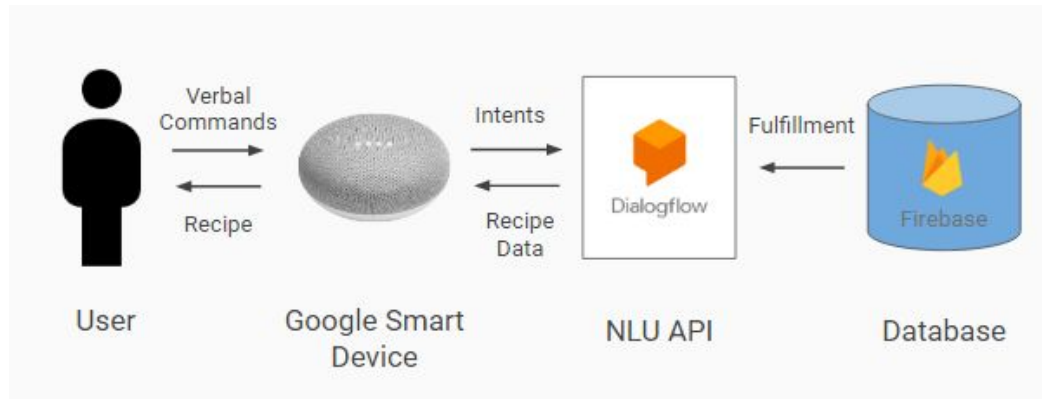 Verbal
Commands
Recipe
Intents
Recipe
Data
Dialogflow
Fulfillment
Firebase
User
Google Smart
Device
NLU API
Database